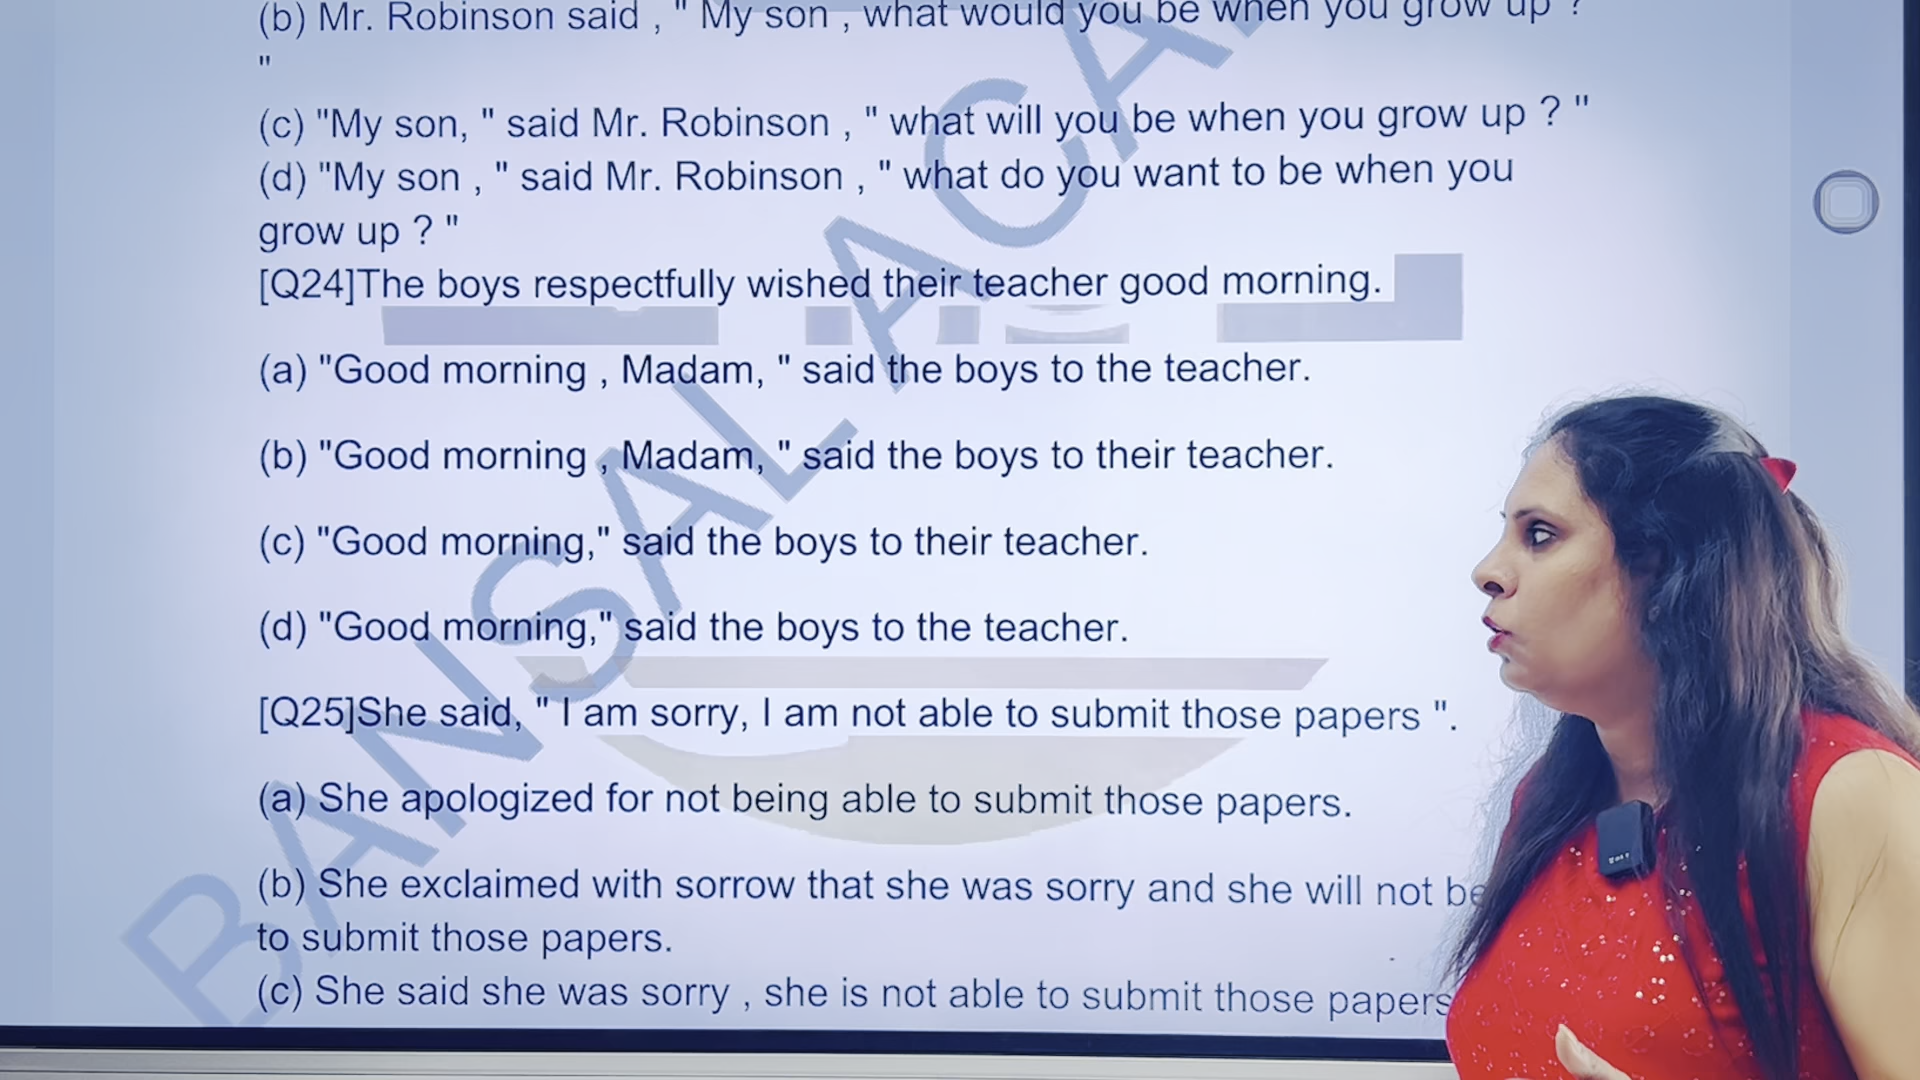 (b) Mr. Robinson said , " My son , what would you be when you grow up ?
"
(c) "My son, " said Mr. Robinson , " what will you be when you grow up ? "
(d) "My son , " said Mr. Robinson , " what do you want to be when you
grow up ? "
[Q24]The boys respectfully wished their teacher good morning.
(a) "Good morning , Madam, " said the boys to the teacher.
(b) "Good morning , Madam, " said the boys to their teacher.
(c) "Good morning," said the boys to their teacher.
(d) "Good morning," said the boys to the teacher.
[Q25]She said, " I am sorry, I am not able to submit those papers ".
(a) She apologized for not being able to submit those papers.
(b) She exclaimed with sorrow that she was sorry and she will not be
to submit those papers.
(c) She said she was sorry , she is not able to submit those papers
BANSAL ACA